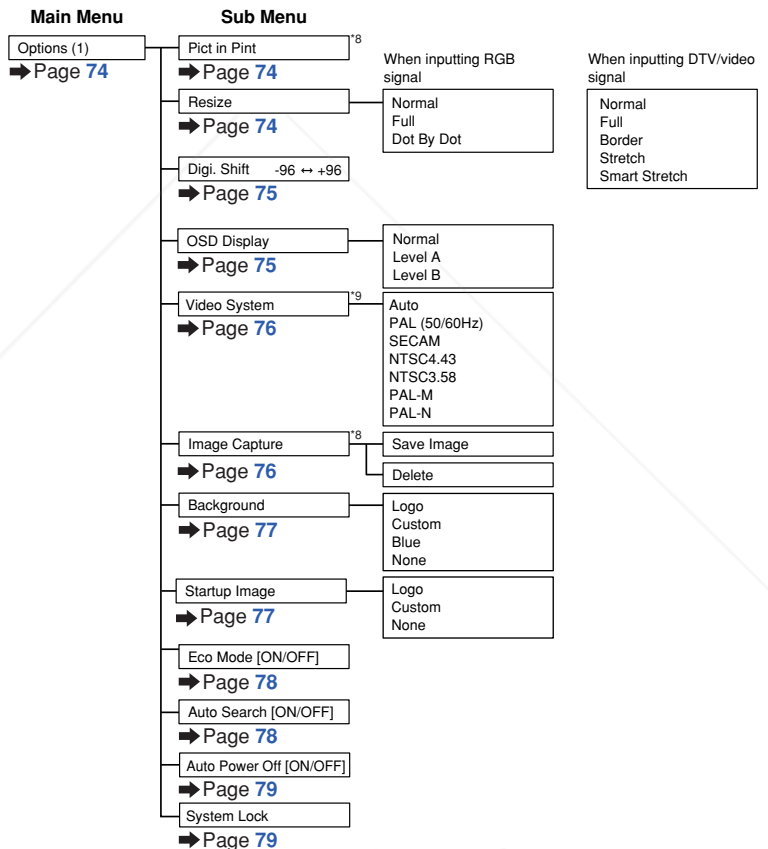 Main Menu
Sub Menu
Options (1)
Page 74
Pict in Pint
*8
Page 74
When inputting RGB
signal
When inputting DTV/video
signal
Resize
Page 74
Normal
Full
Dot By Dot
Normal
Full
Border
Stretch
Smart Stretch
Digi. Shift -96 ↔ +96
Page 75
OSD Display
Page 75
Normal
Level A
Level B
Video System
*9
Page 76
Auto
PAL (50/60Hz)
SECAM
NTSC4.43
NTSC3.58
PAL-M
PAL-N
Image Capture
*8
Page 76
Save Image
Delete
Background
Page 77
Logo
Custom
Blue
None
Startup Image
Page 77
Logo
Custom
None
Eco Mode [ON/OFF]
Page 78
Auto Search [ON/OFF]
Page 78
Auto Power Off [ON/OFF]
Page 79
System Lock
Page 79